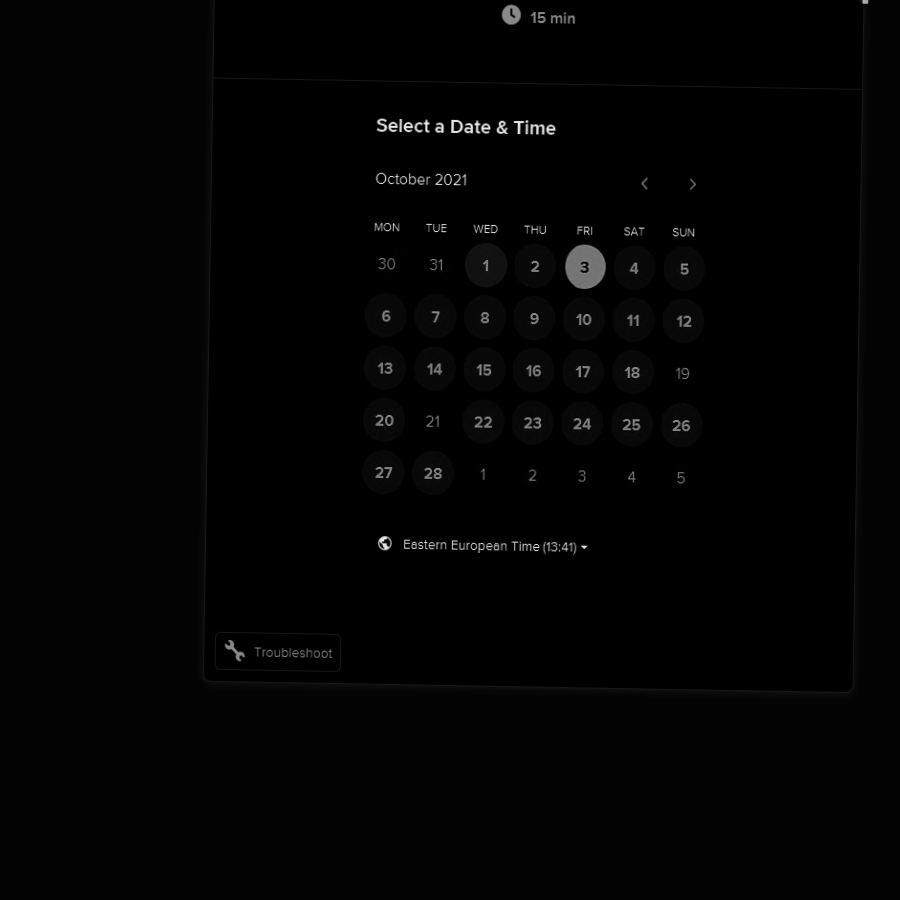 15 min
Select a Date & Time
October 2021
MON TUE WED THU FRI SAT SUN
30 31 1 2 3 4 5
6 7 8 9 10 11 12
13 14 15 16 17 18 19
20 21 22 23 24 25 26
27 28 1 2 3 4 5
Eastern European Time (13:41)
Troubleshoot